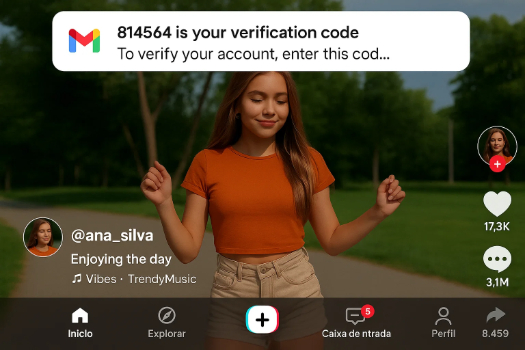 814564 is your verification code
To verify your account, enter this cod...
17,3K
@ana_silva
Enjoying the day
Vibes · TrendyMusic
3,1M
Inicio
Explorar
5
Caixa de ntrada
Perfil
8.459